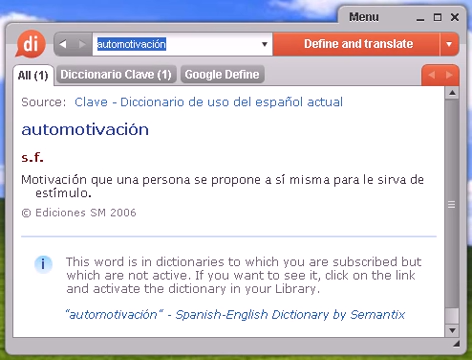 Menu
di
automotivación
Define and translate
All (1)
Diccionario Clave (1)
Google Define
Source: Clave - Diccionario de uso del español actual
automotivación
s.f.
Motivación que una persona se propone a sí misma para le sirva de
estímulo.
© Ediciones SM 2006
i
This word is in dictionaries to which you are subscribed but
which are not active. If you want to see it, click on the link
and activate the dictionary in your Library.
"automotivación" - Spanish-English Dictionary by Semantix